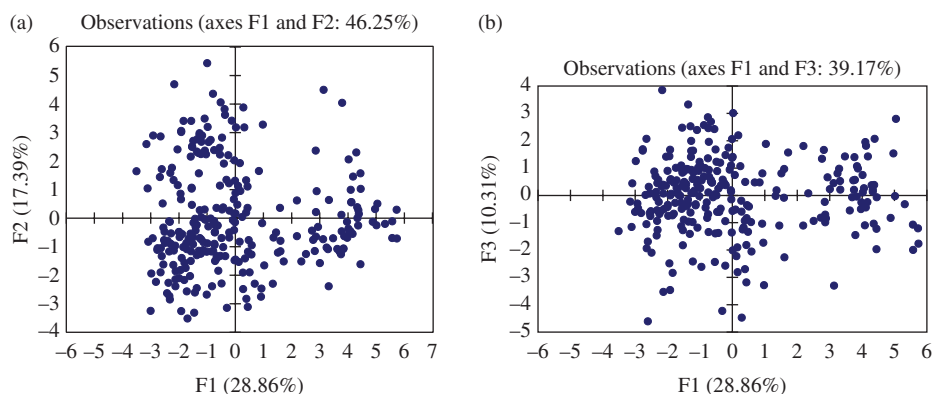 (a)
Observations (axes F1 and F2: 46.25%)
6
5
4
3
2
1
0
−1
−2
−3
−4
F2 (17.39%)
−6 −5 −4 −3 −2 −1 0 1 2 3 4 5 6 7
F1 (28.86%)
(b)
Observations (axes F1 and F3: 39.17%)
4
3
2
1
0
−1
−2
−3
−4
−5
F3 (10.31%)
−6 −5 −4 −3 −2 −1 0 1 2 3 4 5 6
F1 (28.86%)